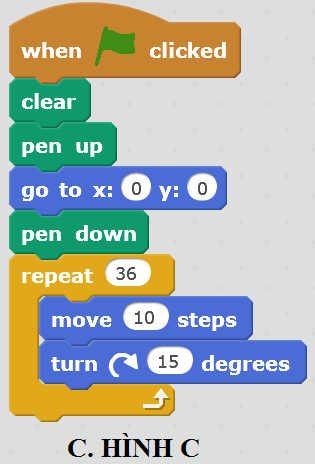 when clicked
clear
pen up
go to x: 0 y: 0
pen down
repeat 36
move 10 steps
turn 15 degrees
C. HÌNH C